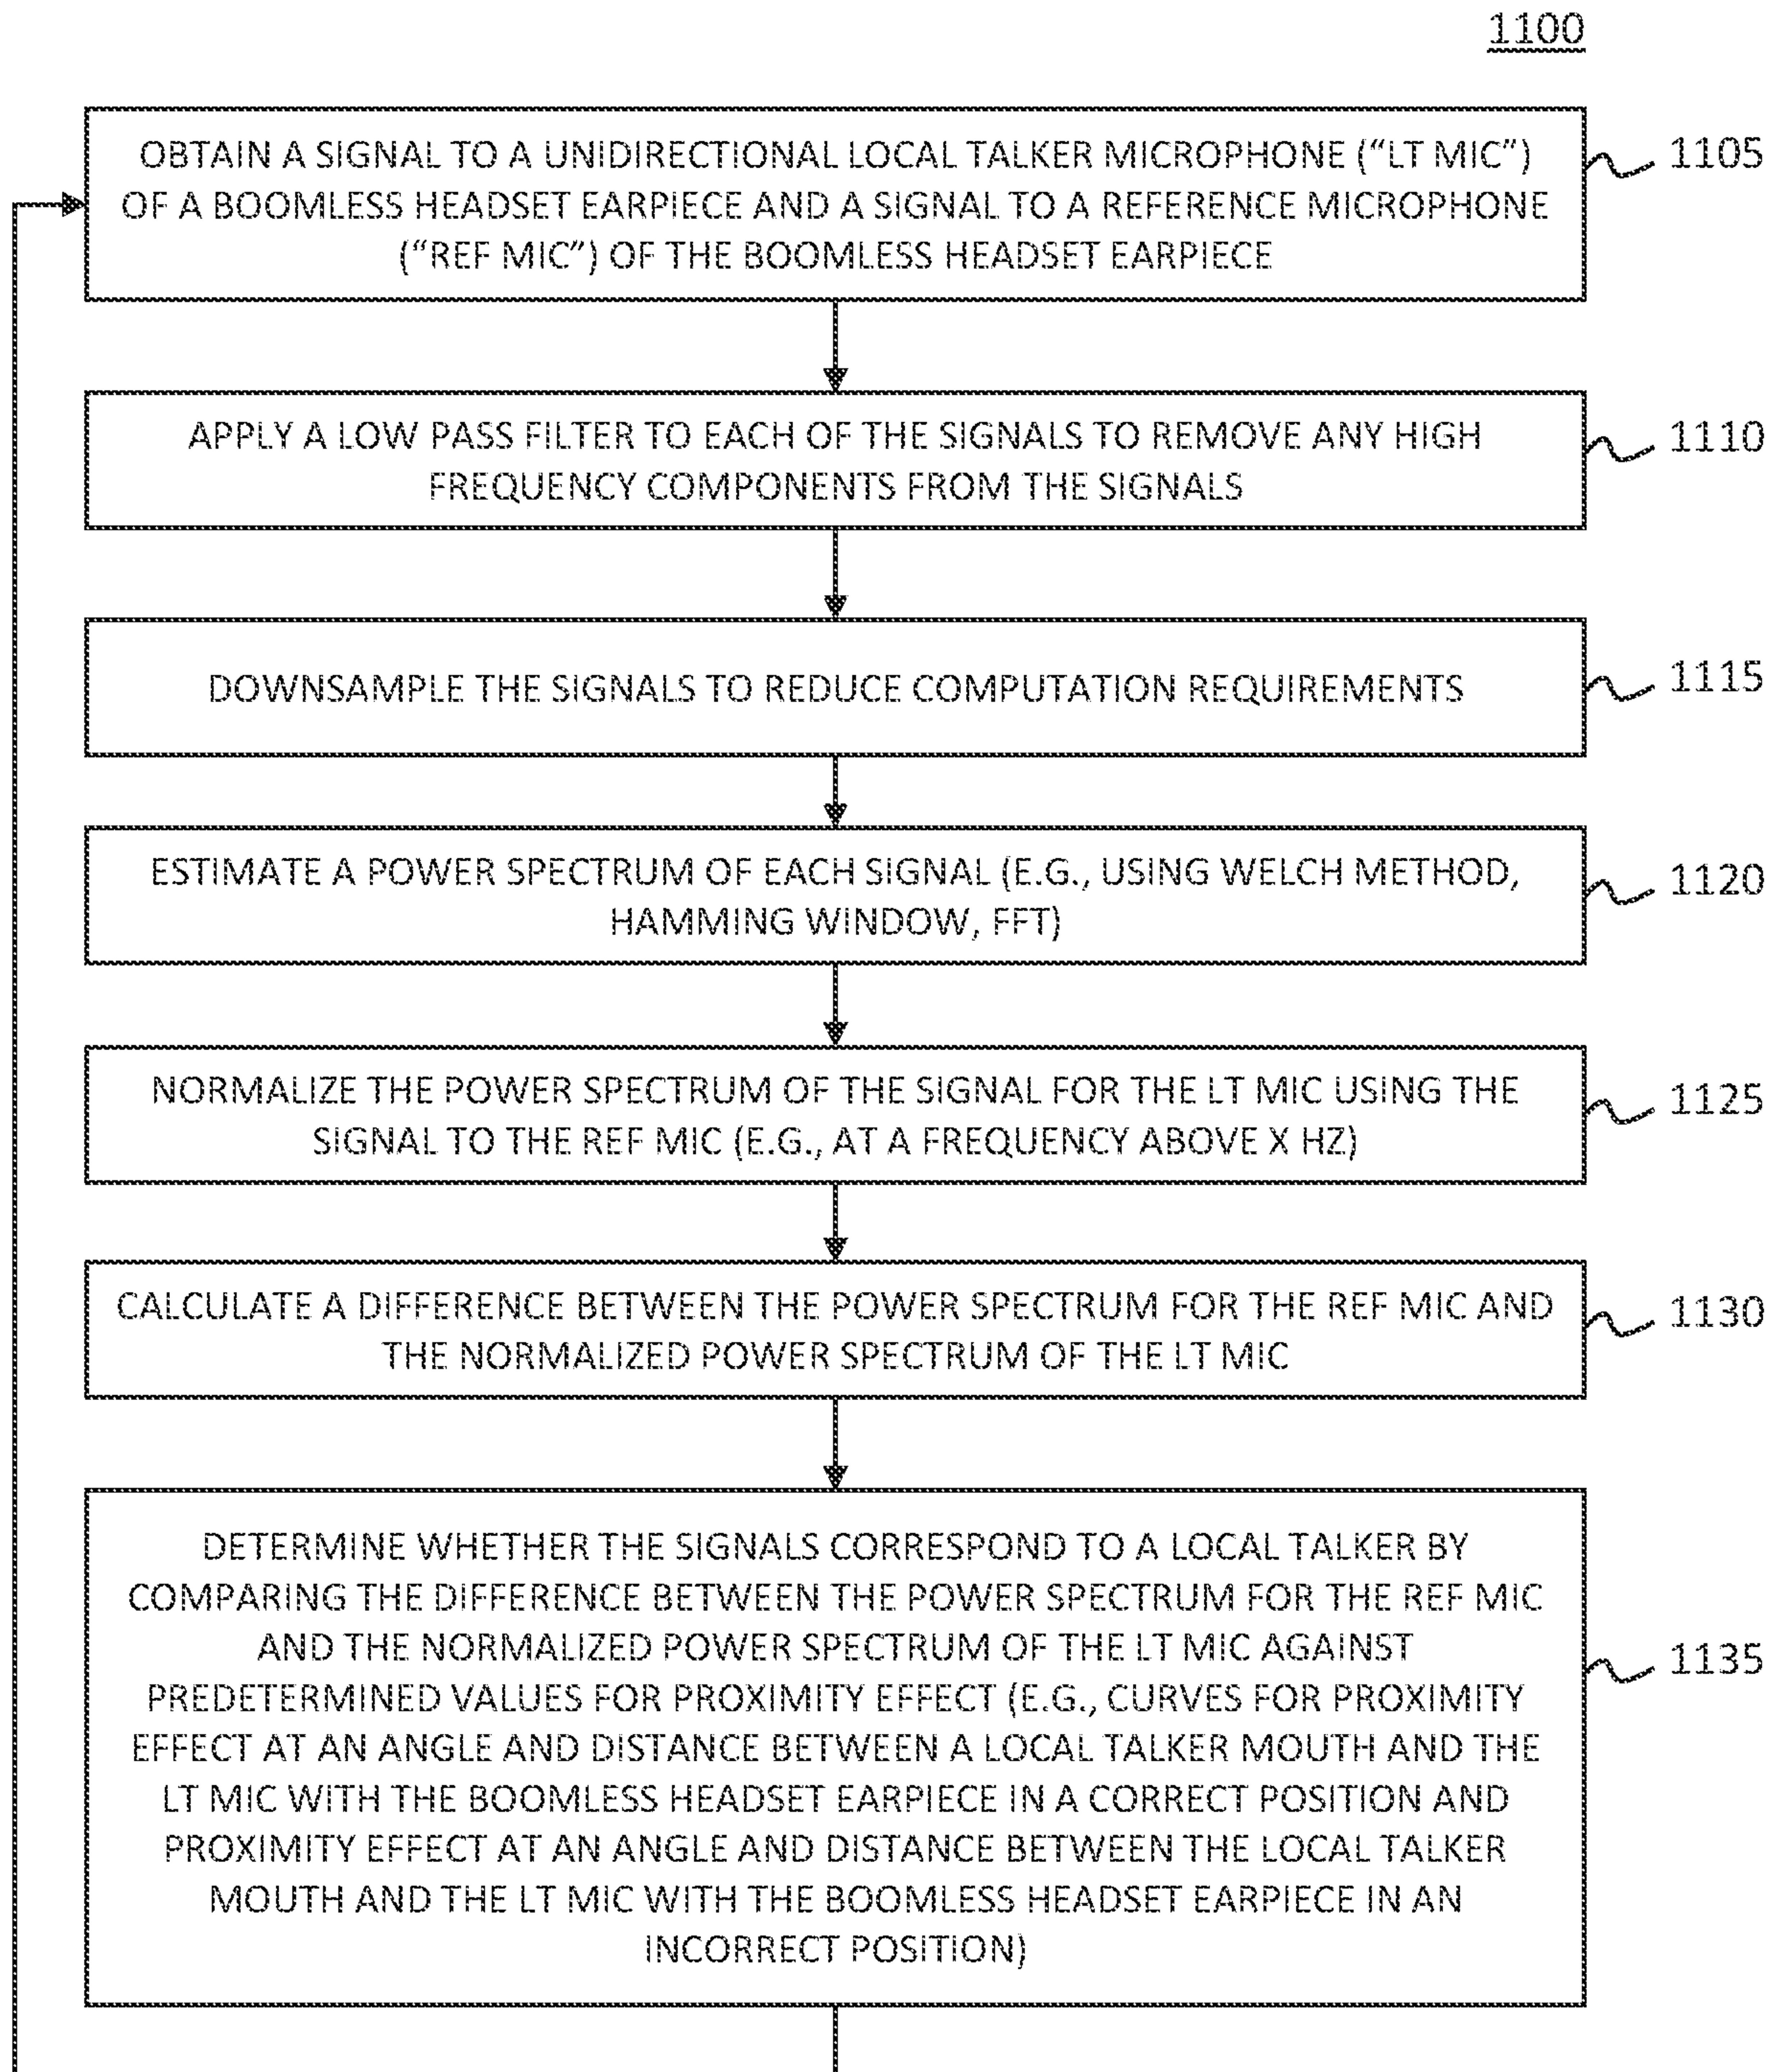 1100
OBTAIN A SIGNAL TO A UNIDIRECTIONAL LOCAL TALKER MICROPHONE (“LT MIC”)
OF A BOOMLESS HEADSET EARPIECE AND A SIGNAL TO A REFERENCE MICROPHONE
(“REF MIC”) OF THE BOOMLESS HEADSET EARPIECE
1105
APPLY A LOW PASS FILTER TO EACH OF THE SIGNALS TO REMOVE ANY HIGH
FREQUENCY COMPONENTS FROM THE SIGNALS
1110
DOWNSAMPLE THE SIGNALS TO REDUCE COMPUTATION REQUIREMENTS
1115
ESTIMATE A POWER SPECTRUM OF EACH SIGNAL (E.G., USING WELCH METHOD,
HAMMING WINDOW, FFT)
1120
NORMALIZE THE POWER SPECTRUM OF THE SIGNAL FOR THE LT MIC USING THE
SIGNAL TO THE REF MIC (E.G., AT A FREQUENCY ABOVE X HZ)
1125
CALCULATE A DIFFERENCE BETWEEN THE POWER SPECTRUM FOR THE REF MIC AND
THE NORMALIZED POWER SPECTRUM OF THE LT MIC
1130
DETERMINE WHETHER THE SIGNALS CORRESPOND TO A LOCAL TALKER BY
COMPARING THE DIFFERENCE BETWEEN THE POWER SPECTRUM FOR THE REF MIC
AND THE NORMALIZED POWER SPECTRUM OF THE LT MIC AGAINST
PREDETERMINED VALUES FOR PROXIMITY EFFECT (E.G., CURVES FOR PROXIMITY
EFFECT AT AN ANGLE AND DISTANCE BETWEEN A LOCAL TALKER MOUTH AND THE
LT MIC WITH THE BOOMLESS HEADSET EARPIECE IN A CORRECT POSITION AND
PROXIMITY EFFECT AT AN ANGLE AND DISTANCE BETWEEN THE LOCAL TALKER
MOUTH AND THE LT MIC WITH THE BOOMLESS HEADSET EARPIECE IN AN
INCORRECT POSITION)
1135